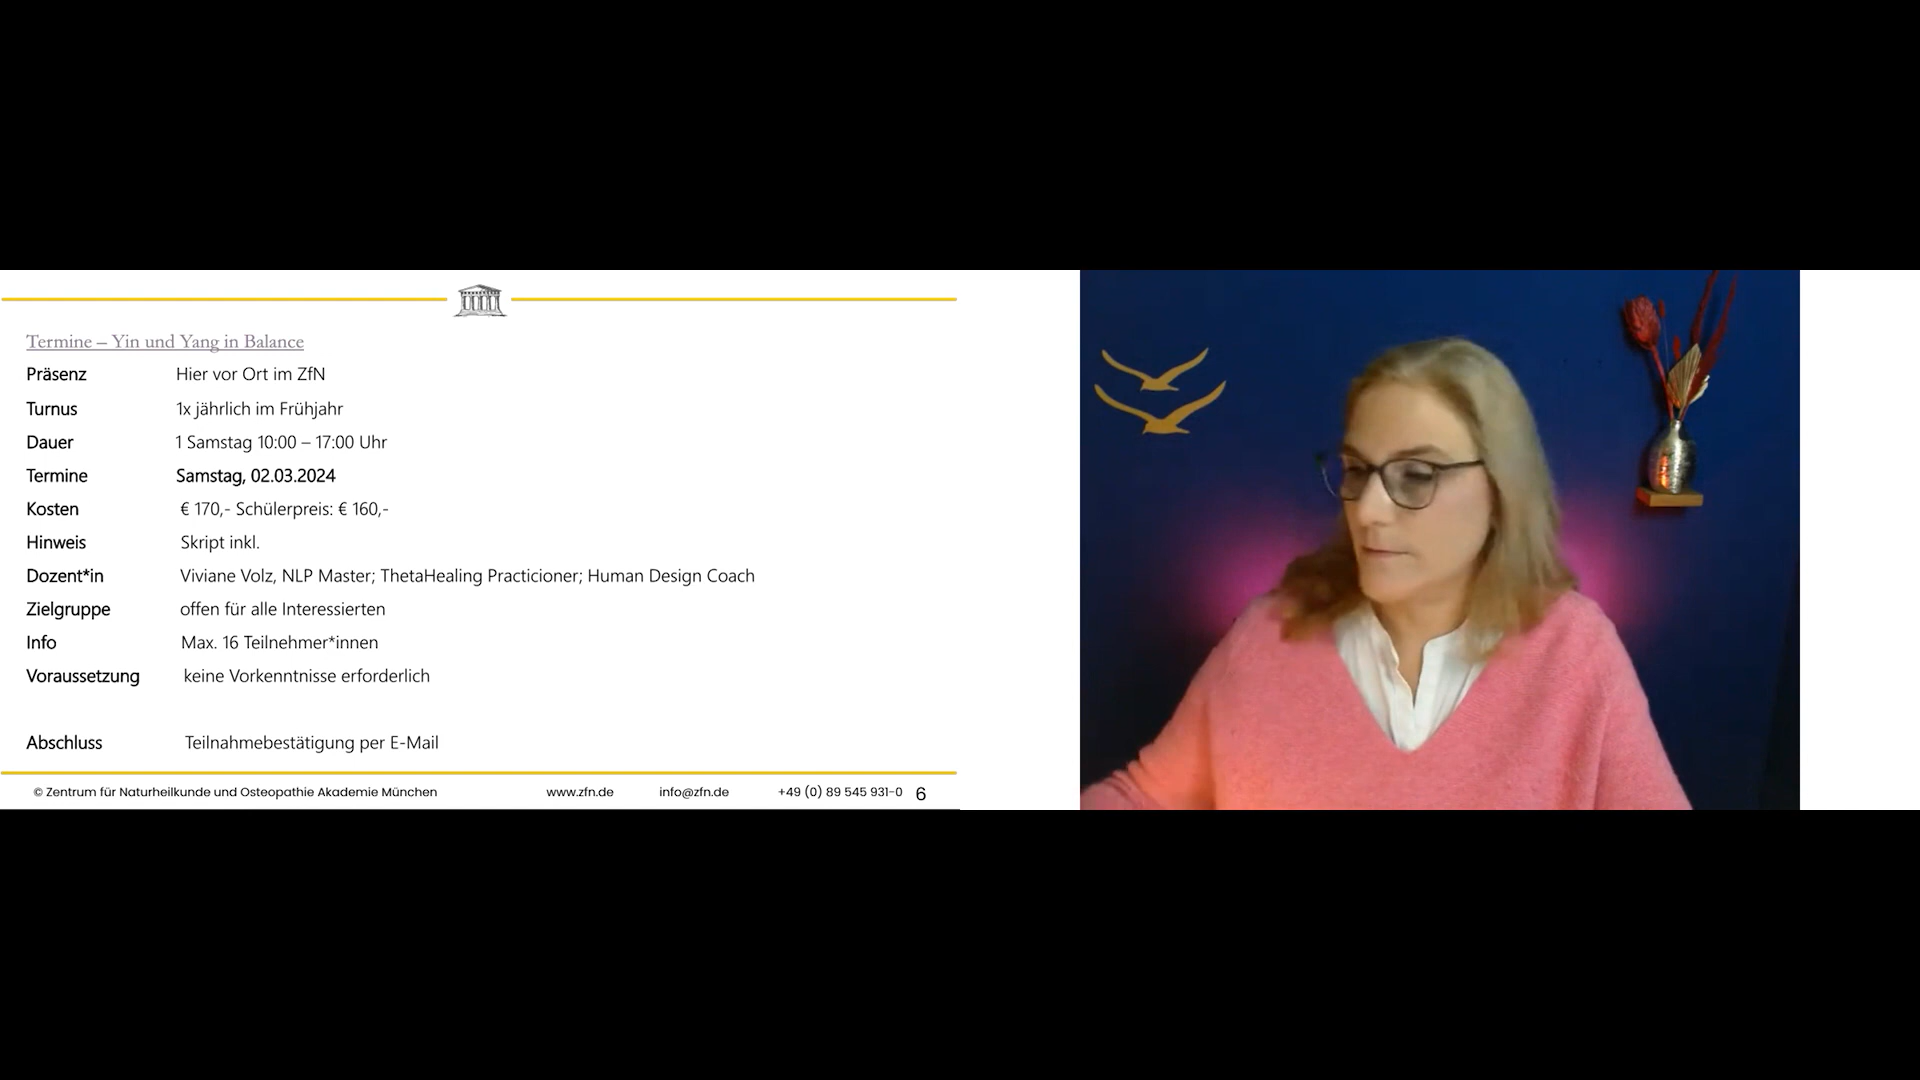 Termine – Yin und Yang in Balance
Präsenz Hier vor Ort im ZfN
Turnus 1x jährlich im Frühjahr
Dauer 1 Samstag 10:00 – 17:00 Uhr
Termine Samstag, 02.03.2024
Kosten € 170,- Schülerpreis: € 160,-
Hinweis Skript inkl.
Dozent*in Viviane Volz, NLP Master; ThetaHealing Practicioner; Human Design Coach
Zielgruppe offen für alle Interessierten
Info Max. 16 Teilnehmer*innen
Voraussetzung keine Vorkenntnisse erforderlich
Abschluss Teilnahmebestätigung per E-Mail
© Zentrum für Naturheilkunde und Osteopathie Akademie München www.zfn.de info@zfn.de +49 (0) 89 545 931-0 6